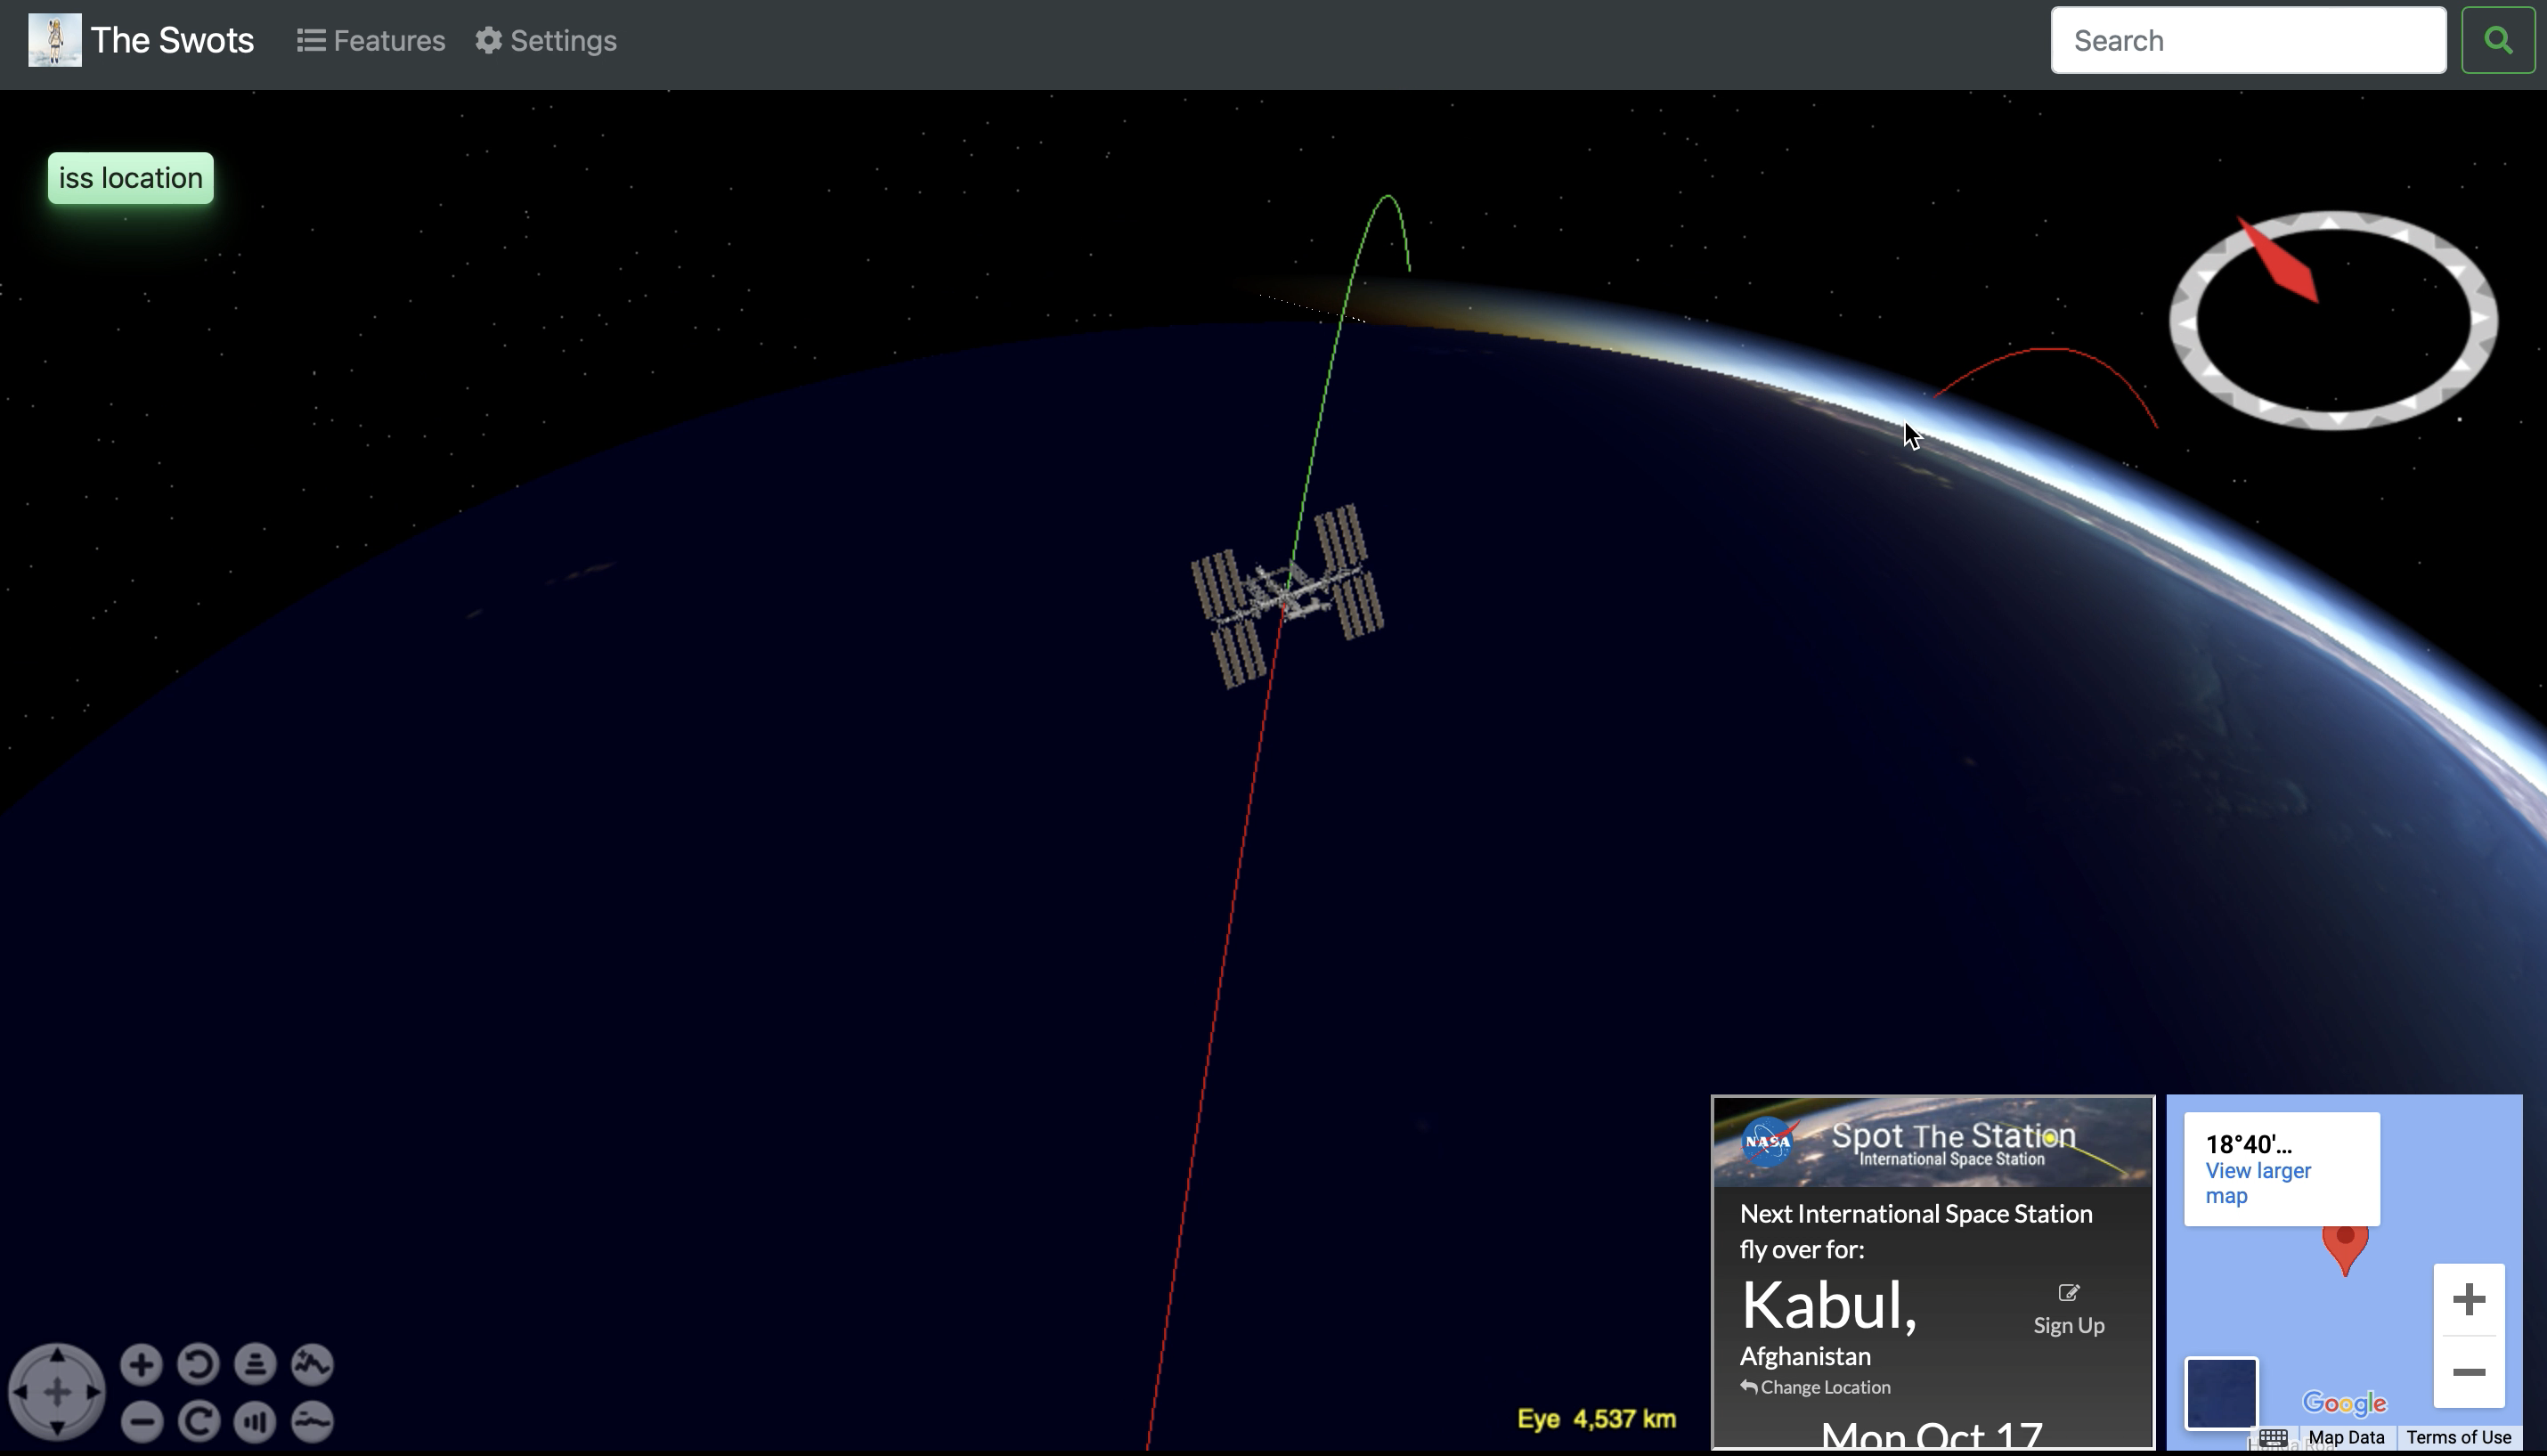 The Swots
Features
Settings
Search
iss location
NASA
Spot The Station
International Space Station
Next International Space Station
fly over for:
Kabul,
Afghanistan
Sign Up
Change Location
Mon Oct 17
18°40'...
View larger
map
Google
Map Data
Terms of Use
Eye 4,537 km